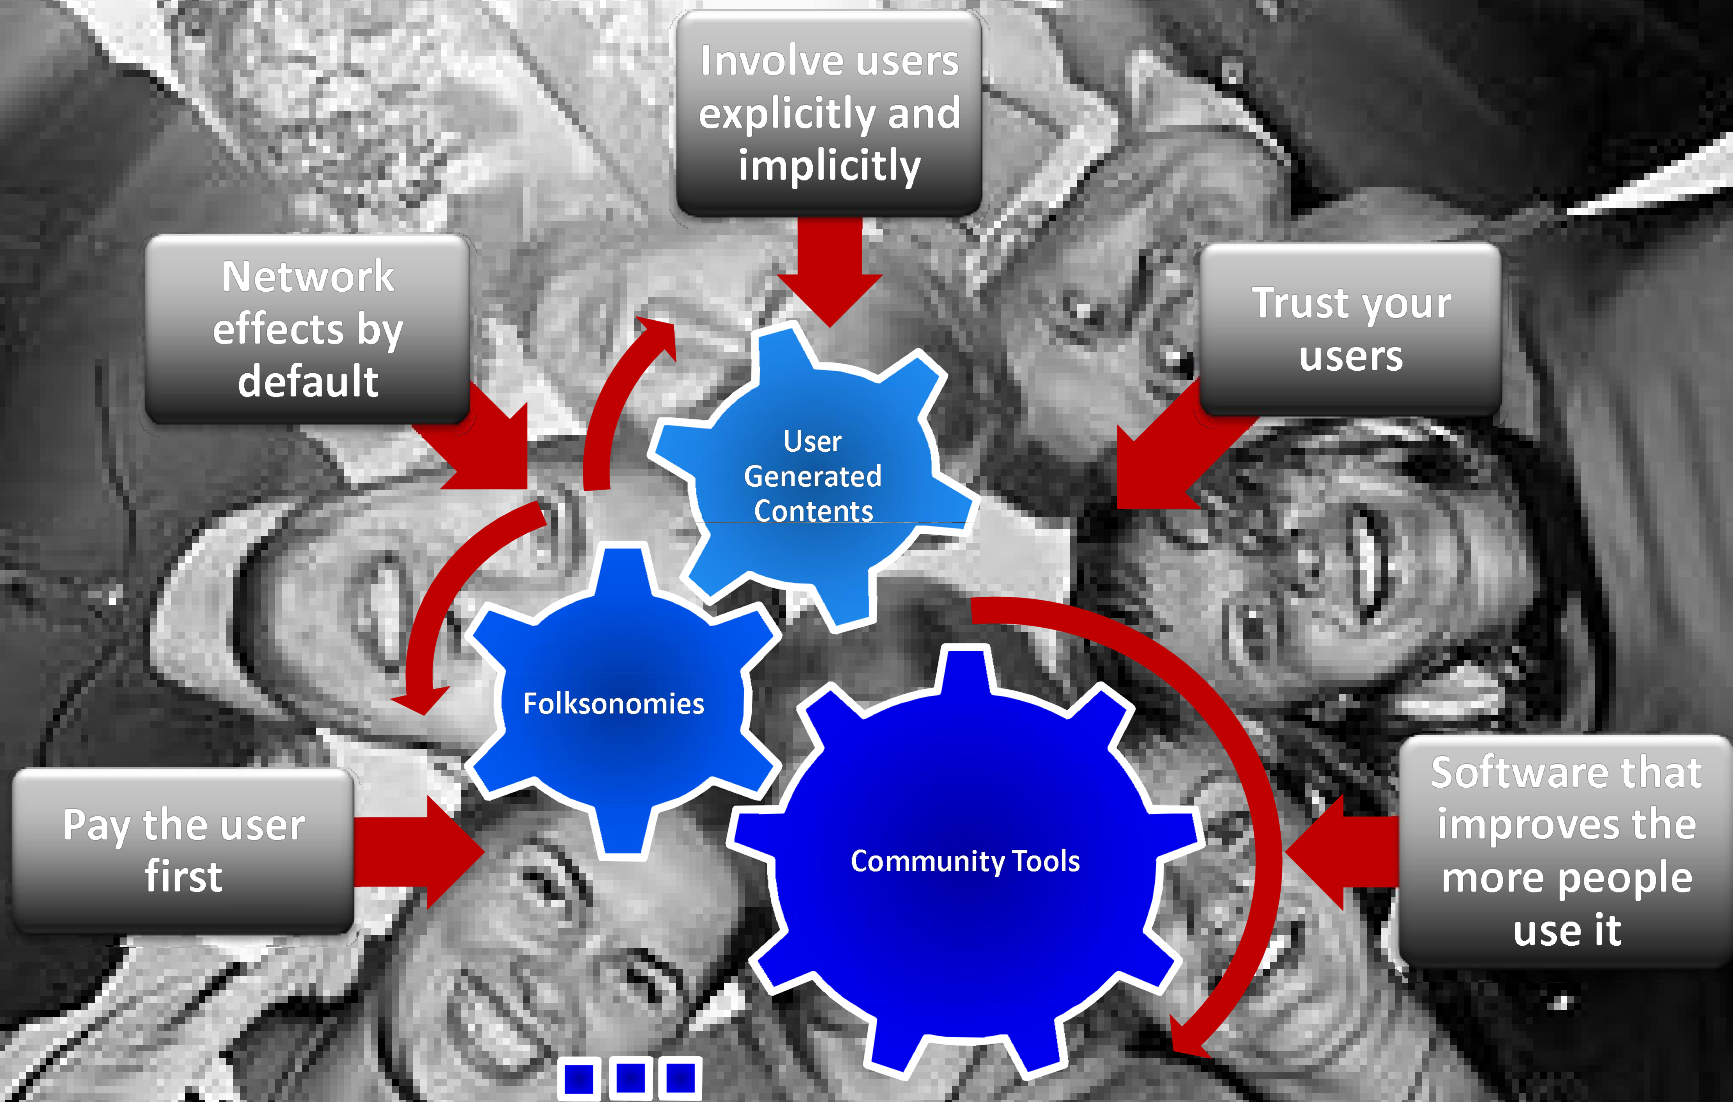 Involve users
explicitly and
implicitly
Network
effects by
default
Trust your
users
User
Generated
Contents
Folksonomies
Pay the user
first
Community Tools
Software that
improves the
more people
use it